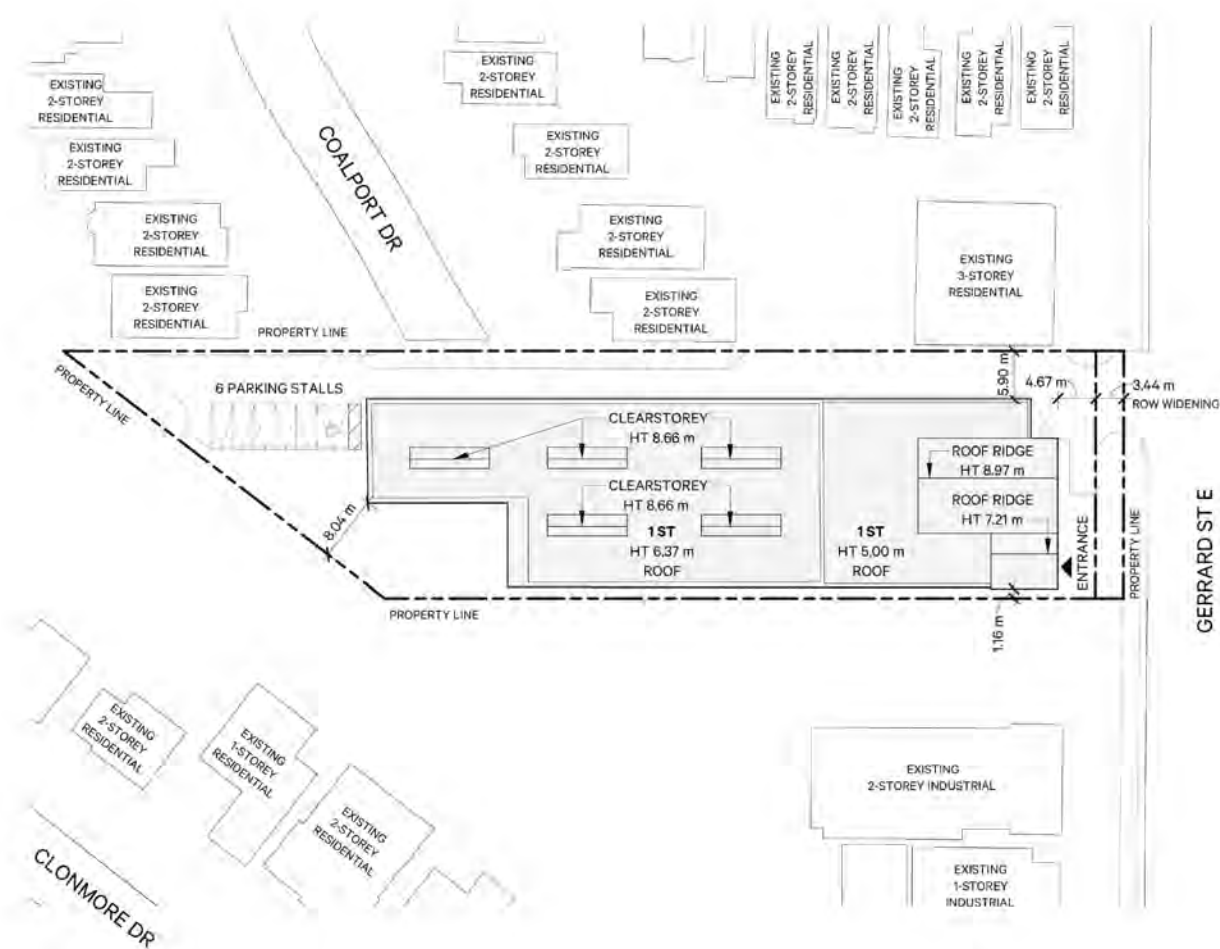 EXISTING
2-STOREY
RESIDENTIAL
EXISTING
2-STOREY
RESIDENTIAL
EXISTING
2-STOREY
RESIDENTIAL
EXISTING
2-STOREY
RESIDENTIAL
COALPORT DR
EXISTING
2-STOREY
RESIDENTIAL
EXISTING
2-STOREY
RESIDENTIAL
EXISTING
2-STOREY
RESIDENTIAL
EXISTING
2-STOREY
RESIDENTIAL
EXISTING
2-STOREY
RESIDENTIAL
EXISTING
2-STOREY
RESIDENTIAL
EXISTING
2-STOREY
RESIDENTIAL
EXISTING
2-STOREY
RESIDENTIAL
EXISTING
2-STOREY
RESIDENTIAL
EXISTING
3-STOREY
RESIDENTIAL
PROPERTY LINE
PROPERTY LINE
6 PARKING STALLS
5.90 m
4.67 m
3.44 m
ROW WIDENING
CLEARSTOREY
HT 8.66 m
CLEARSTOREY
HT 8.66 m
1 ST
HT 6.37 m
ROOF
ROOF RIDGE
HT 8.97 m
ROOF RIDGE
HT 7.21 m
1 ST
HT 5.00 m
ROOF
8.04 m
ENTRANCE
PROPERTY LINE
GERRARD ST E
PROPERTY LINE
1.16 m
EXISTING
2-STOREY
RESIDENTIAL
EXISTING
1-STOREY
RESIDENTIAL
EXISTING
2-STOREY
RESIDENTIAL
CLONMORE DR
EXISTING
2-STOREY INDUSTRIAL
EXISTING
1-STOREY
INDUSTRIAL